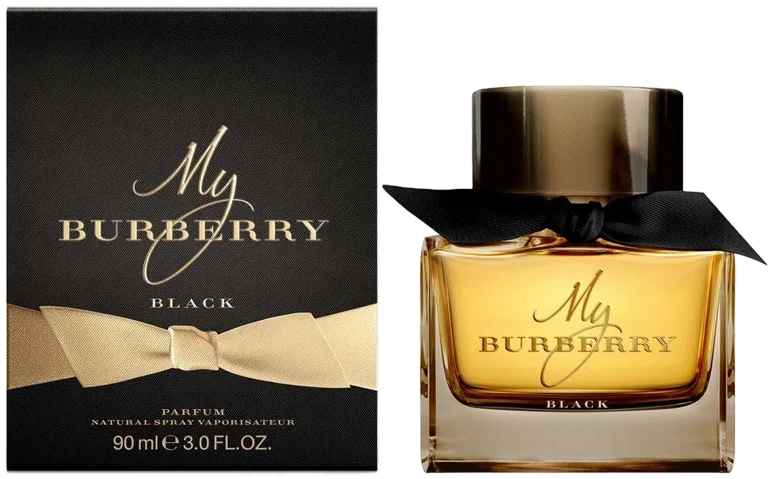 My
BURBERRY
BLACK
PARFUM
NATURAL SPRAY VAPORISATEUR
90 ml ℮ 3.0 FL.OZ.
My
BURBERRY
BLACK